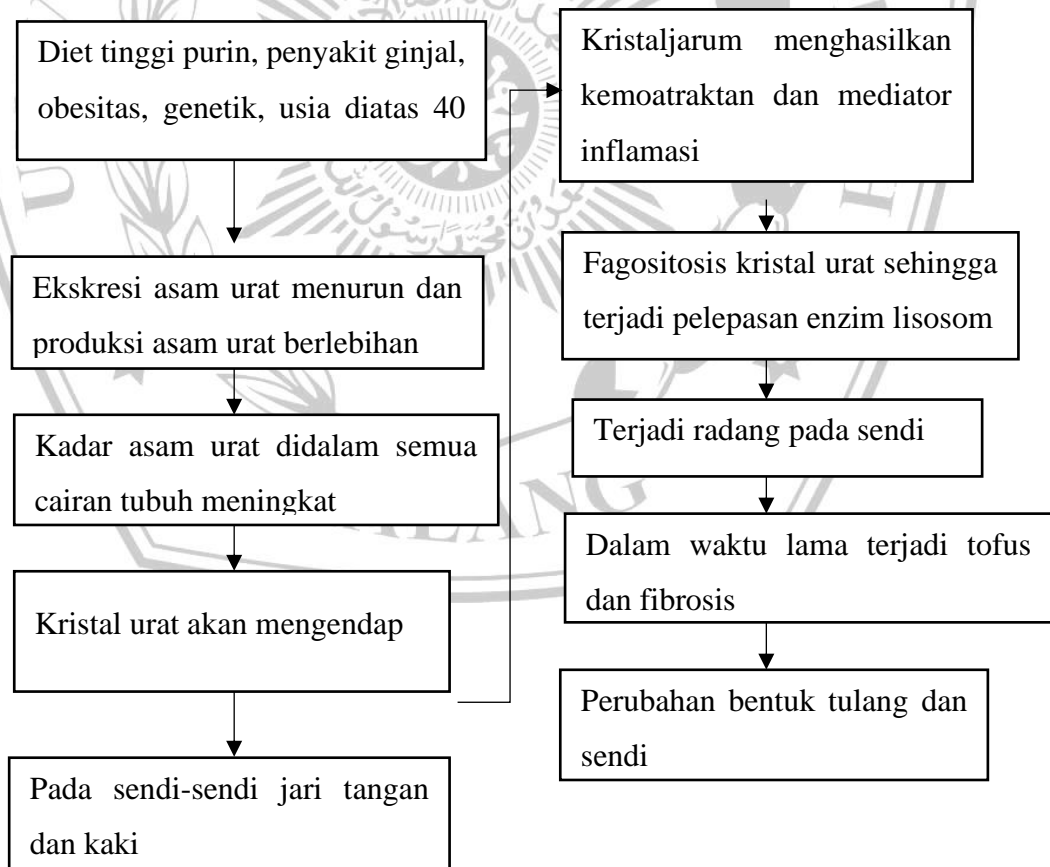 Diet tinggi purin, penyakit ginjal,
obesitas, genetik, usia diatas 40
Ekskresi asam urat menurun dan
produksi asam urat berlebihan
Kadar asam urat didalam semua
cairan tubuh meningkat
Kristal urat akan mengendap
Pada sendi-sendi jari tangan
dan kaki
Kristaljarum menghasilkan
kemoatraktan dan mediator
inflamasi
Fagositosis kristal urat sehingga
terjadi pelepasan enzim lisosom
Terjadi radang pada sendi
Dalam waktu lama terjadi tofus
dan fibrosis
Perubahan bentuk tulang dan
sendi